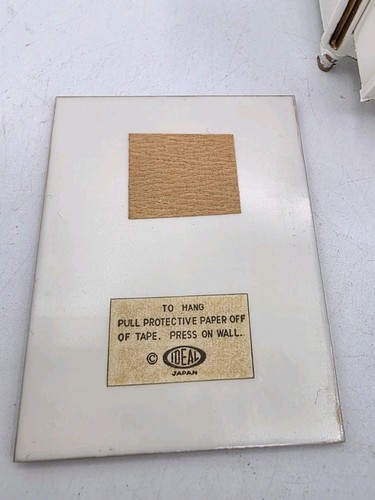 TO HANG
PULL PROTECTIVE PAPER OFF
OF TAPE. PRESS ON WALL.
© IDEAL
JAPAN